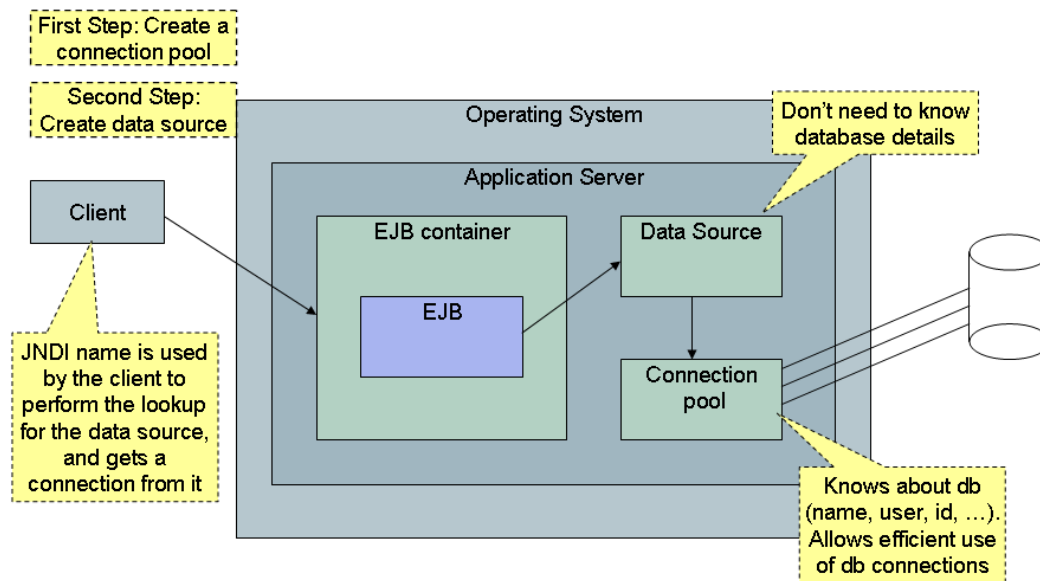 First Step: Create a
connection pool
Second Step:
Create data source
Operating System
Don't need to know
database details
Application Server
Client
EJB container
Data Source
EJB
JNDI name is used
by the client to
perform the lookup
for the data source,
and gets a
connection from it
Connection
pool
Knows about db
(name, user, id, …).
Allows efficient use
of db connections